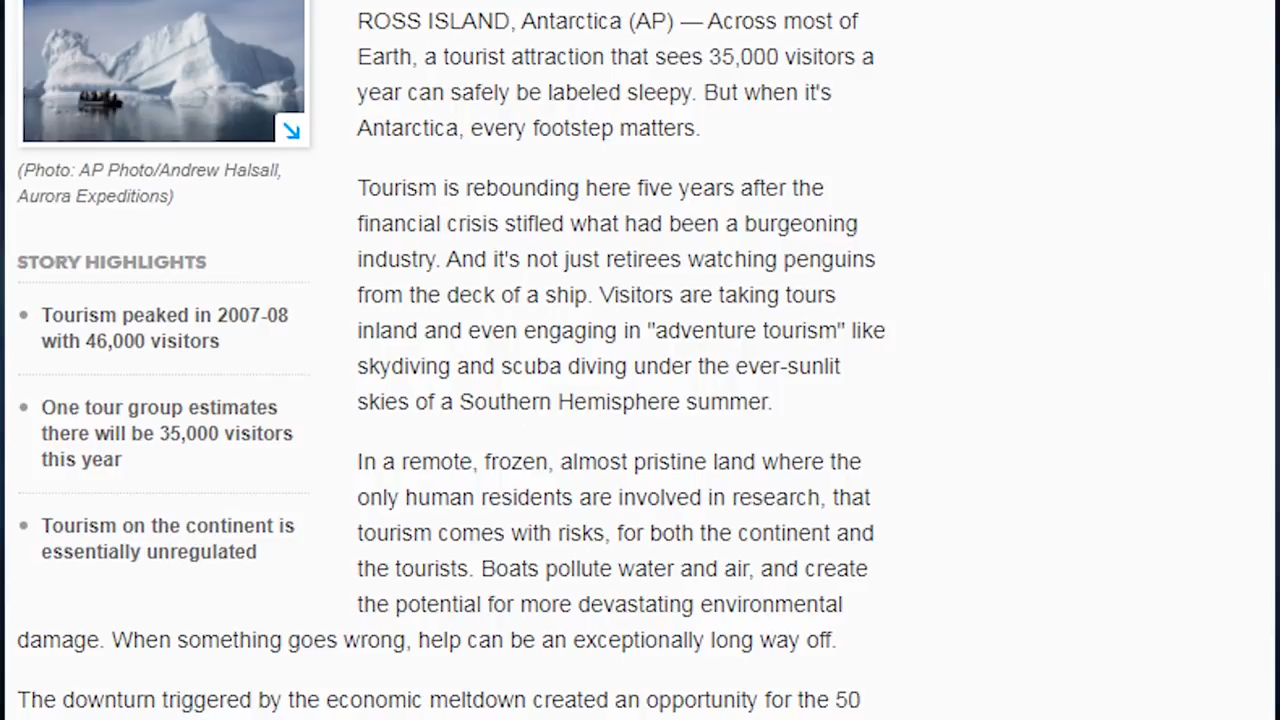 (Photo: AP Photo/Andrew Halsall,
Aurora Expeditions)
STORY HIGHLIGHTS
Tourism peaked in 2007-08
with 46,000 visitors
One tour group estimates
there will be 35,000 visitors
this year
Tourism on the continent is
essentially unregulated
ROSS ISLAND, Antarctica (AP) — Across most of
Earth, a tourist attraction that sees 35,000 visitors a
year can safely be labeled sleepy. But when it's
Antarctica, every footstep matters.
Tourism is rebounding here five years after the
financial crisis stifled what had been a burgeoning
industry. And it's not just retirees watching penguins
from the deck of a ship. Visitors are taking tours
inland and even engaging in "adventure tourism" like
skydiving and scuba diving under the ever-sunlit
skies of a Southern Hemisphere summer.
In a remote, frozen, almost pristine land where the
only human residents are involved in research, that
tourism comes with risks, for both the continent and
the tourists. Boats pollute water and air, and create
the potential for more devastating environmental
damage. When something goes wrong, help can be an exceptionally long way off.
The downturn triggered by the economic meltdown created an opportunity for the 50